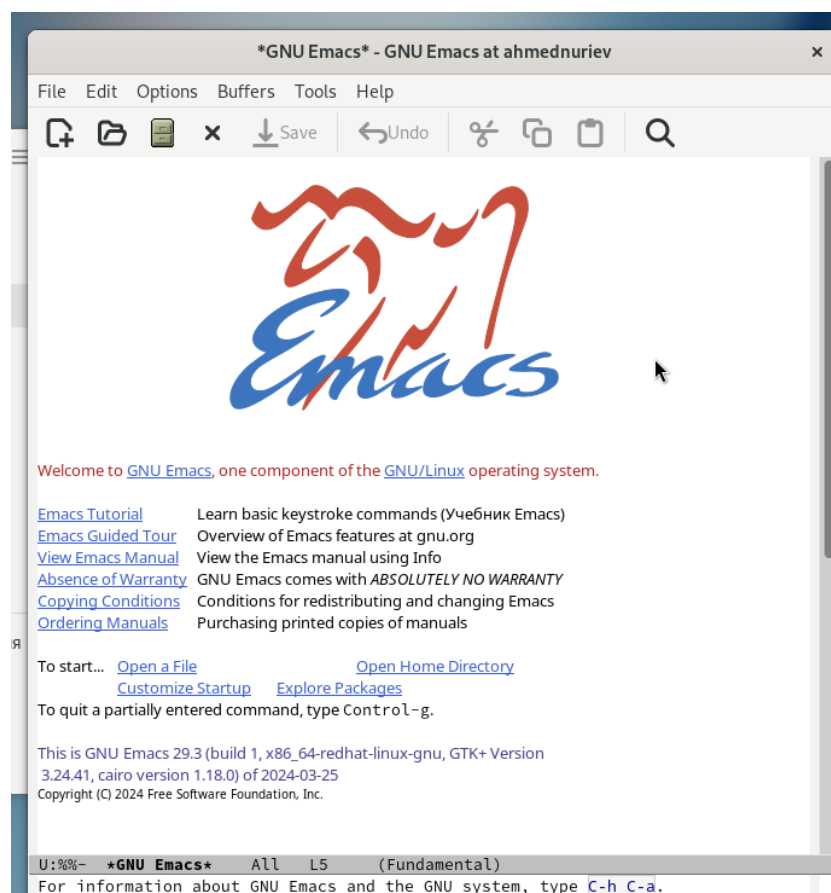 *GNU Emacs* - GNU Emacs at ahmednuriev
File Edit Options Buffers Tools Help
Save Undo
Emacs
Welcome to GNU Emacs, one component of the GNU/Linux operating system.
Emacs Tutorial Learn basic keystroke commands (Учебник Emacs)
Emacs Guided Tour Overview of Emacs features at gnu.org
View Emacs Manual View the Emacs manual using Info
Absence of Warranty GNU Emacs comes with ABSOLUTELY NO WARRANTY
Copying Conditions Conditions for redistributing and changing Emacs
Ordering Manuals Purchasing printed copies of manuals
я
To start... Open a File Open Home Directory
Customize Startup Explore Packages
To quit a partially entered command, type Control-g.
This is GNU Emacs 29.3 (build 1, x86_64-redhat-linux-gnu, GTK+ Version
3.24.41, cairo version 1.18.0) of 2024-03-25
Copyright (C) 2024 Free Software Foundation, Inc.
U:%%- *GNU Emacs* All L5 (Fundamental)
For information about GNU Emacs and the GNU system, type C-h C-a.